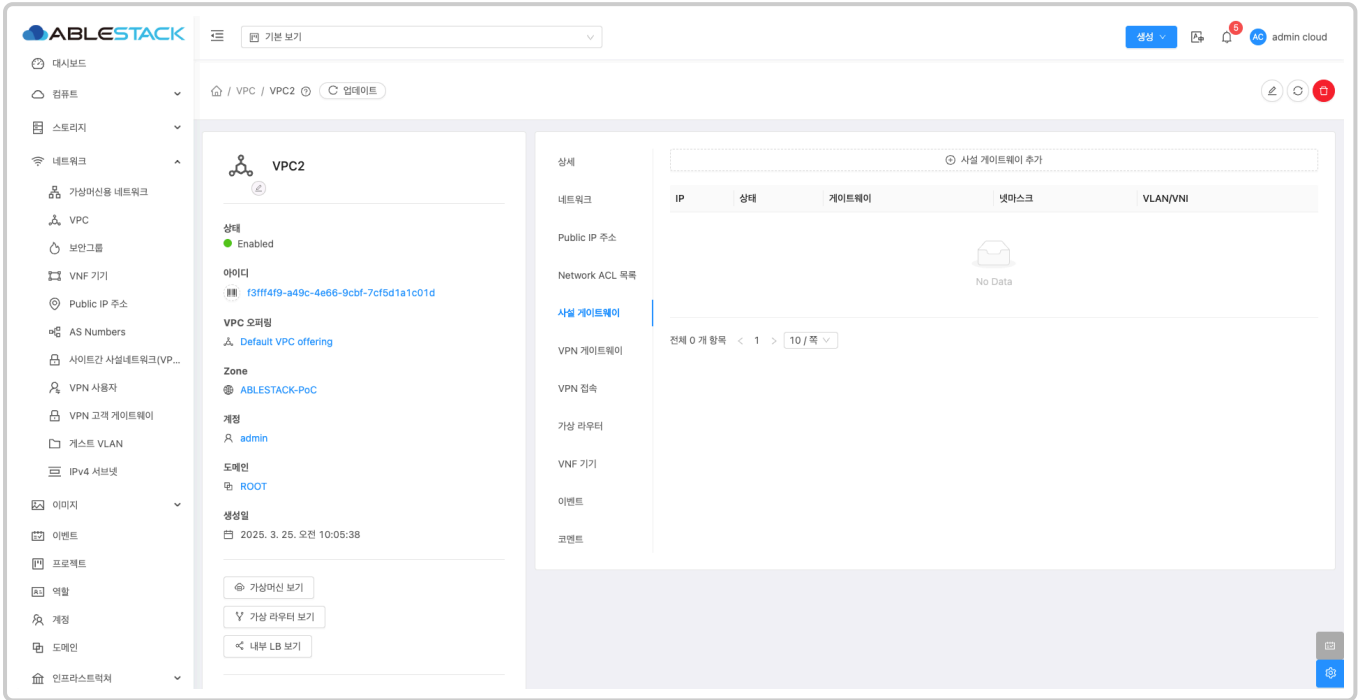 ABLESTACK
기본 보기
생성
5
AC
admin cloud
대시보드
컴퓨트
스토리지
네트워크
가상머신용 네트워크
VPC
보안그룹
VNF 기기
Public IP 주소
AS Numbers
사이트간 사설네트워크(VP...
VPN 사용자
VPN 고객 게이트웨이
게스트 VLAN
IPv4 서브넷
이미지
이벤트
프로젝트
역할
계정
도메인
인프라스트럭쳐
/ VPC / VPC2
업데이트
VPC2
상태
Enabled
아이디
f3fff4f9-a49c-4e66-9cbf-7cf5d1a1c01d
VPC 오퍼링
Default VPC offering
Zone
ABLESTACK-PoC
계정
admin
도메인
ROOT
생성일
2025. 3. 25. 오전 10:05:38
가상머신 보기
가상 라우터 보기
내부 LB 보기
상세
네트워크
Public IP 주소
Network ACL 목록
사설 게이트웨이
VPN 게이트웨이
VPN 접속
가상 라우터
VNF 기기
이벤트
코멘트
사설 게이트웨이 추가
IP 상태 게이트웨이 넷마스크 VLAN/VNI
No Data
전체 0 개 항목 < 1 > 10 / 쪽